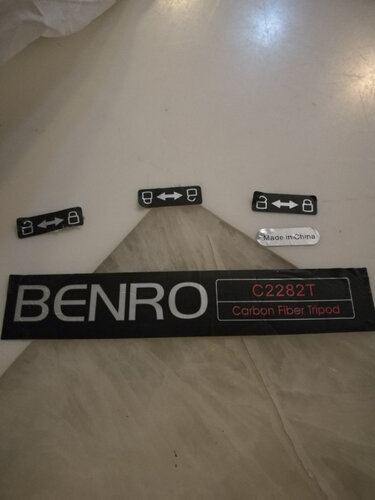 Made in China
BENRO
C2282T
Carbon Fiber Tripod